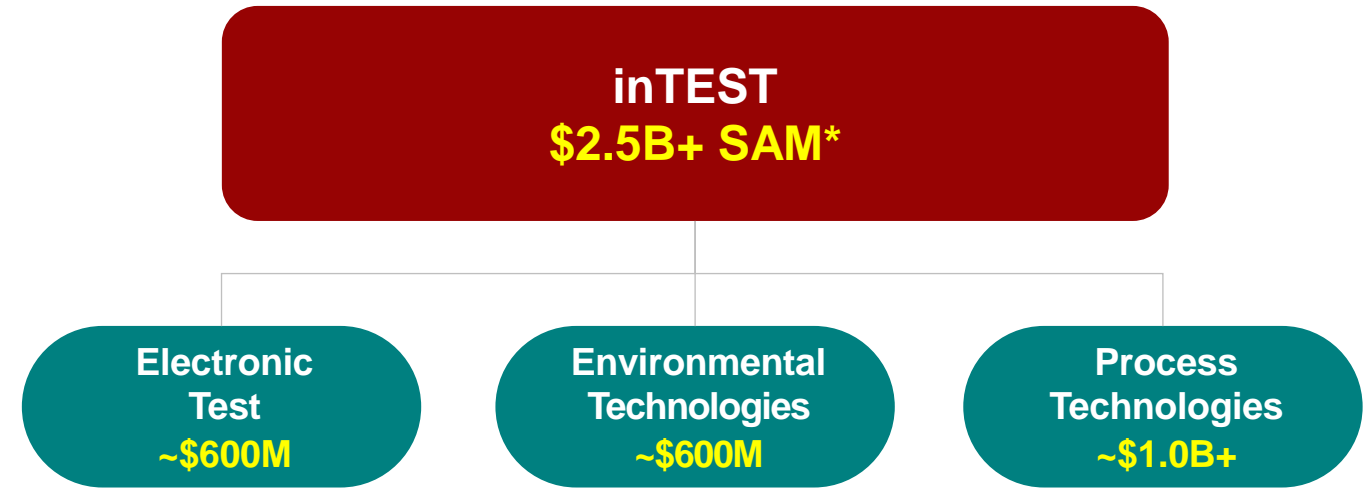 inTEST
$2.5B+ SAM*
Electronic
Test
~$600M
Environmental
Technologies
~$600M
Process
Technologies
~$1.0B+